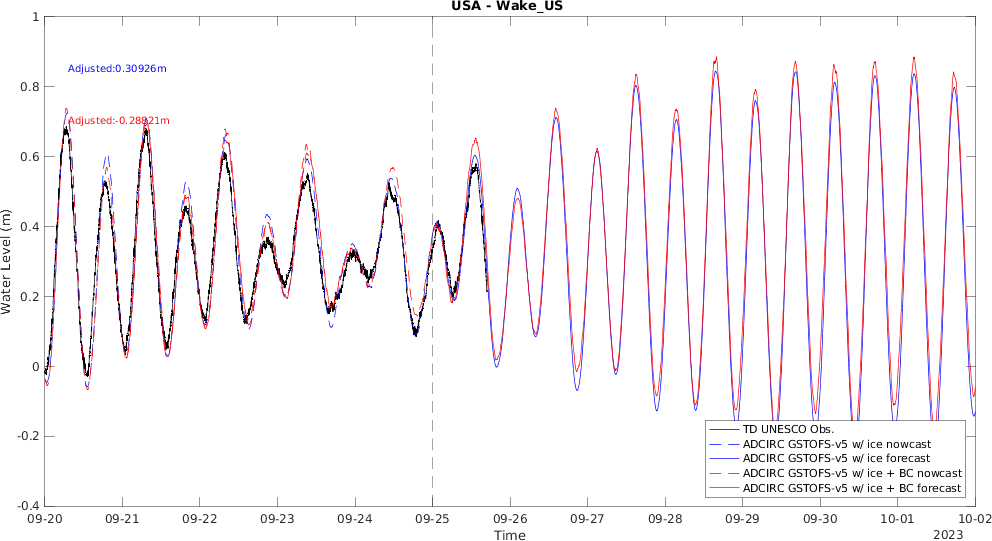 USA - Wake_US
1
0.8
0.6
0.4
0.2
0
-0.2
-0.4
Water Level (m)
Adjusted:0.30926m
Adjusted:-0.28821m
TD UNESCO Obs.
ADCIRC GSTOFS-v5 w/ ice nowcast
ADCIRC GSTOFS-v5 w/ ice forecast
ADCIRC GSTOFS-v5 w/ ice + BC nowcast
ADCIRC GSTOFS-v5 w/ ice + BC forecast
09-20 09-21 09-22 09-23 09-24 09-25 09-26 09-27 09-28 09-29 09-30 10-01 10-02
Time
2023